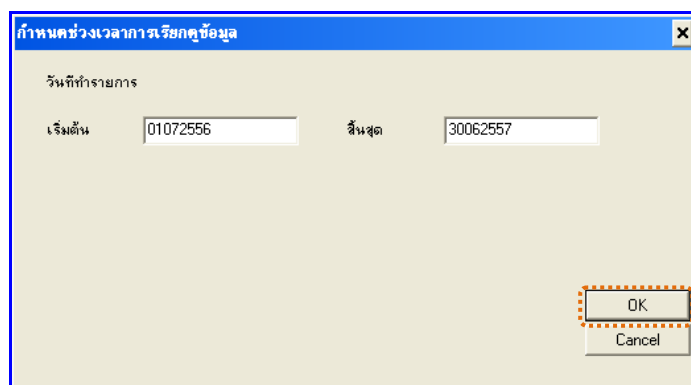 กำหนดช่วงเวลาการเรียกดูข้อมูล
วันที่ทำรายการ
เริ่มต้น 01072556 สิ้นสุด 30062557
OK
Cancel